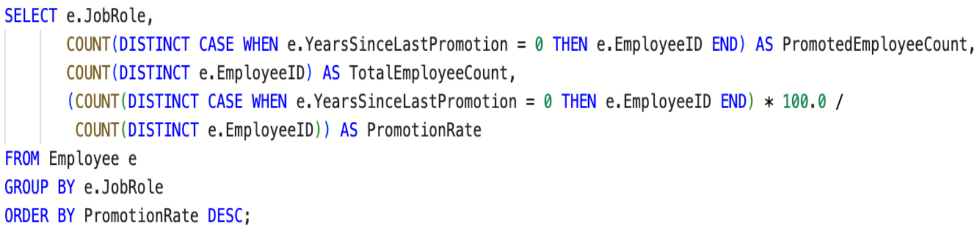 SELECT e.JobRole,
COUNT(DISTINCT CASE WHEN e.YearsSinceLastPromotion = 0 THEN e.EmployeeID END) AS PromotedEmployeeCount,
COUNT(DISTINCT e.EmployeeID) AS TotalEmployeeCount,
(COUNT(DISTINCT CASE WHEN e.YearsSinceLastPromotion = 0 THEN e.EmployeeID END) * 100.0 /
COUNT(DISTINCT e.EmployeeID)) AS PromotionRate
FROM Employee e
GROUP BY e.JobRole
ORDER BY PromotionRate DESC;